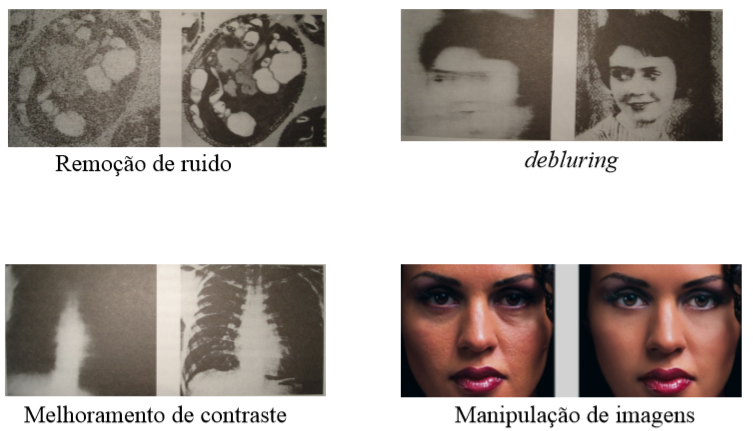 Remoção de ruido
debluring
Melhoramento de contraste
Manipulação de imagens